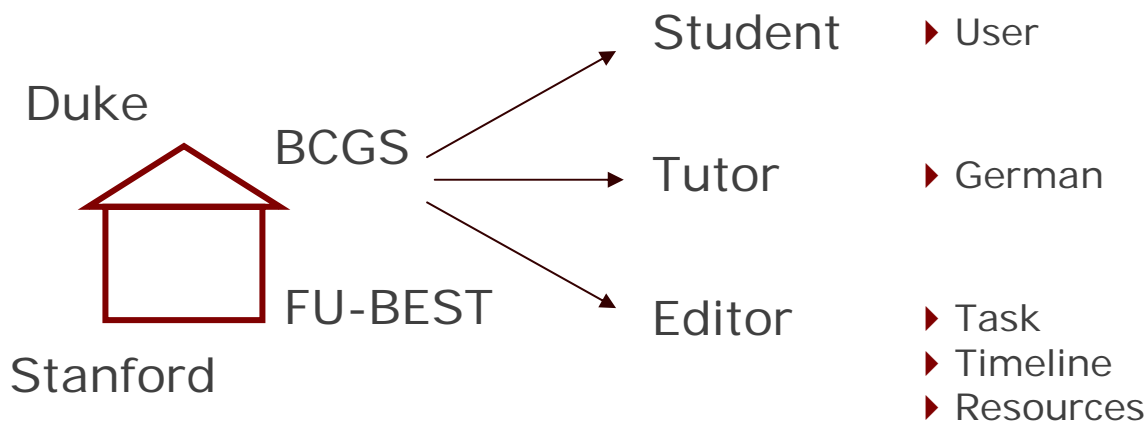 Duke
BCGS
FU-BEST
Stanford
Student
User
Tutor
German
Editor
Task
Timeline
Resources